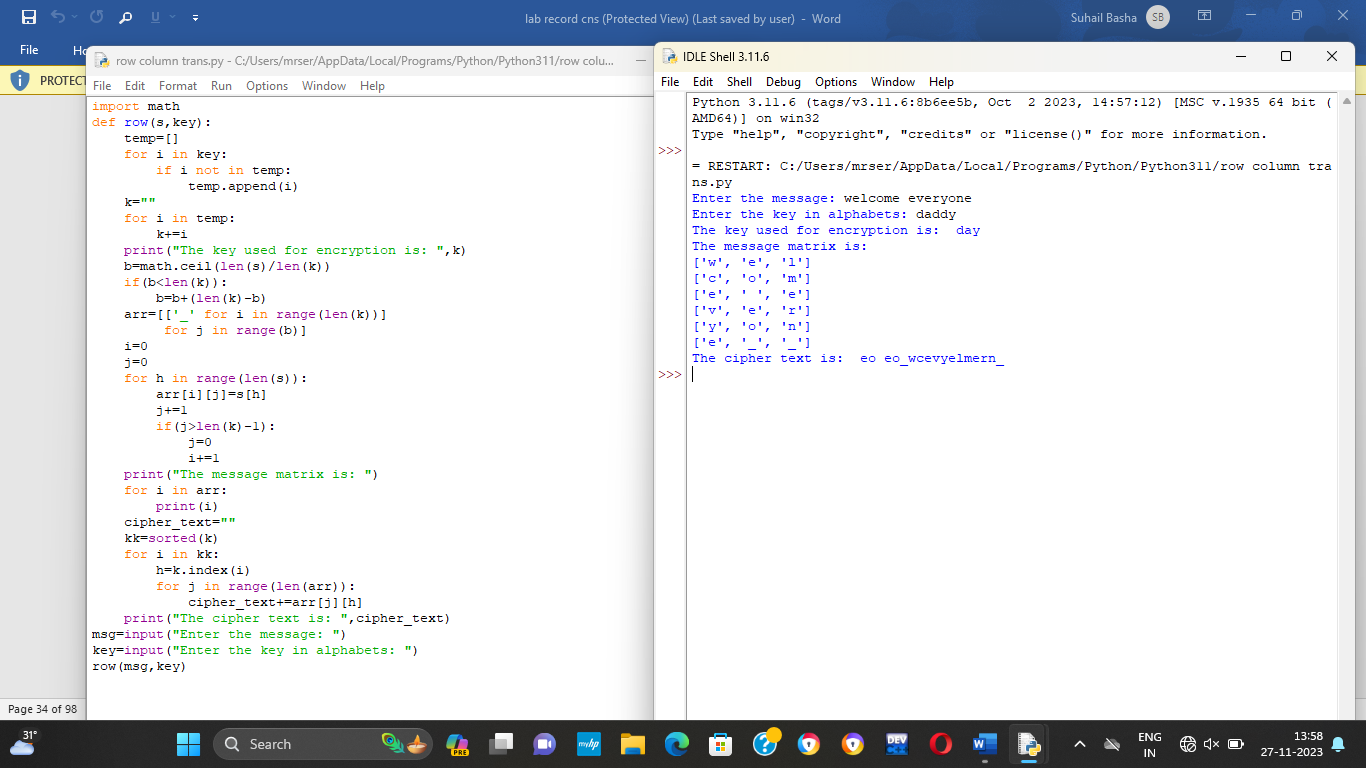 lab record cns (Protected View) (Last saved by user) - Word
Suhail Basha
SB
File
PROTEC
row column trans.py - C:/Users/mrser/AppData/Local/Programs/Python/Python311/row colu...
File Edit Format Run Options Window Help
import math
def row(s,key):
    temp=[]
    for i in key:
        if i not in temp:
            temp.append(i)
    k=""
    for i in temp:
        k+=i
    print("The key used for encryption is: ",k)
    b=math.ceil(len(s)/len(k))
    if(b<len(k)):
        b=b+(len(k)-b)
    arr=[['_' for i in range(len(k))]
         for j in range(b)]
    i=0
    j=0
    for h in range(len(s)):
        arr[i][j]=s[h]
        j+=1
        if(j>len(k)-1):
            j=0
            i+=1
    print("The message matrix is: ")
    for i in arr:
        print(i)
    cipher_text=""
    kk=sorted(k)
    for i in kk:
        h=k.index(i)
        for j in range(len(arr)):
            cipher_text+=arr[j][h]
    print("The cipher text is: ",cipher_text)
msg=input("Enter the message: ")
key=input("Enter the key in alphabets: ")
row(msg,key)
IDLE Shell 3.11.6
File Edit Shell Debug Options Window Help
Python 3.11.6 (tags/v3.11.6:8b6ee5b, Oct  2 2023, 14:57:12) [MSC v.1935 64 bit (
AMD64)] on win32
Type "help", "copyright", "credits" or "license()" for more information.
>>>
= RESTART: C:/Users/mrser/AppData/Local/Programs/Python/Python311/row column tra
ns.py
Enter the message: welcome everyone
Enter the key in alphabets: daddy
The key used for encryption is:  day
The message matrix is:
['w', 'e', 'l']
['c', 'o', 'm']
['e', ' ', 'e']
['v', 'e', 'r']
['y', 'o', 'n']
['e', '_', '_']
The cipher text is:  eo eo_wcevyelmern_
>>>
Page 34 of 98
31°
Search
PRE
myhp
DEV
W
ENG
IN
13:58
27-11-2023